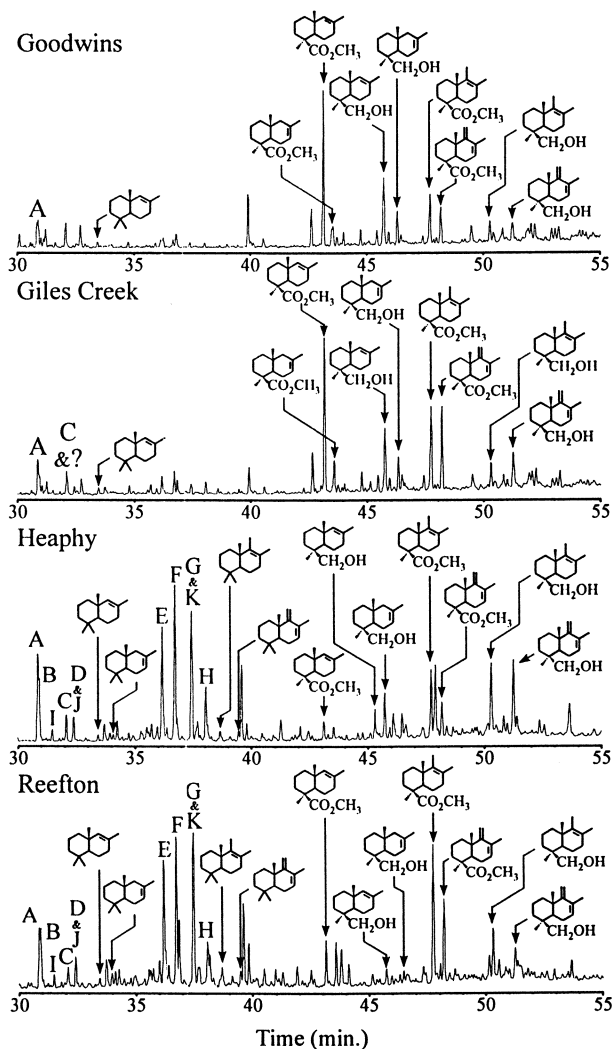 Goodwins
CO₂CH₃
CH₂OH
CH₂OH
CO₂CH₃
CH₂OH
CO₂CH₃
CO₂CH₃
A
CH₂OH
30 35 40 45 50 55
Giles Creek
CO₂CH₃
CH₂OH
CO₂CH₃
CH₂OH
CO₂CH₃
CH₂OH
CO₂CH₃
C
&?
A
CH₂OH
30 35 40 45 50 55
Heaphy
CH₂OH
CO₂CH₃
G
&
K
F
E
CH₂OH
CO₂CH₃
CH₂OH
A
B
I
C
D
&
J
H
CO₂CH₃
CH₂OH
30 35 40 45 50 55
Reefton
CO₂CH₃
CO₂CH₃
G
&
K
F
E
CH₂OH
CO₂CH₃
CH₂OH
A
B
I
C
D
&
J
H
CH₂OH
CH₂OH
30 35 40 45 50 55
Time (min.)